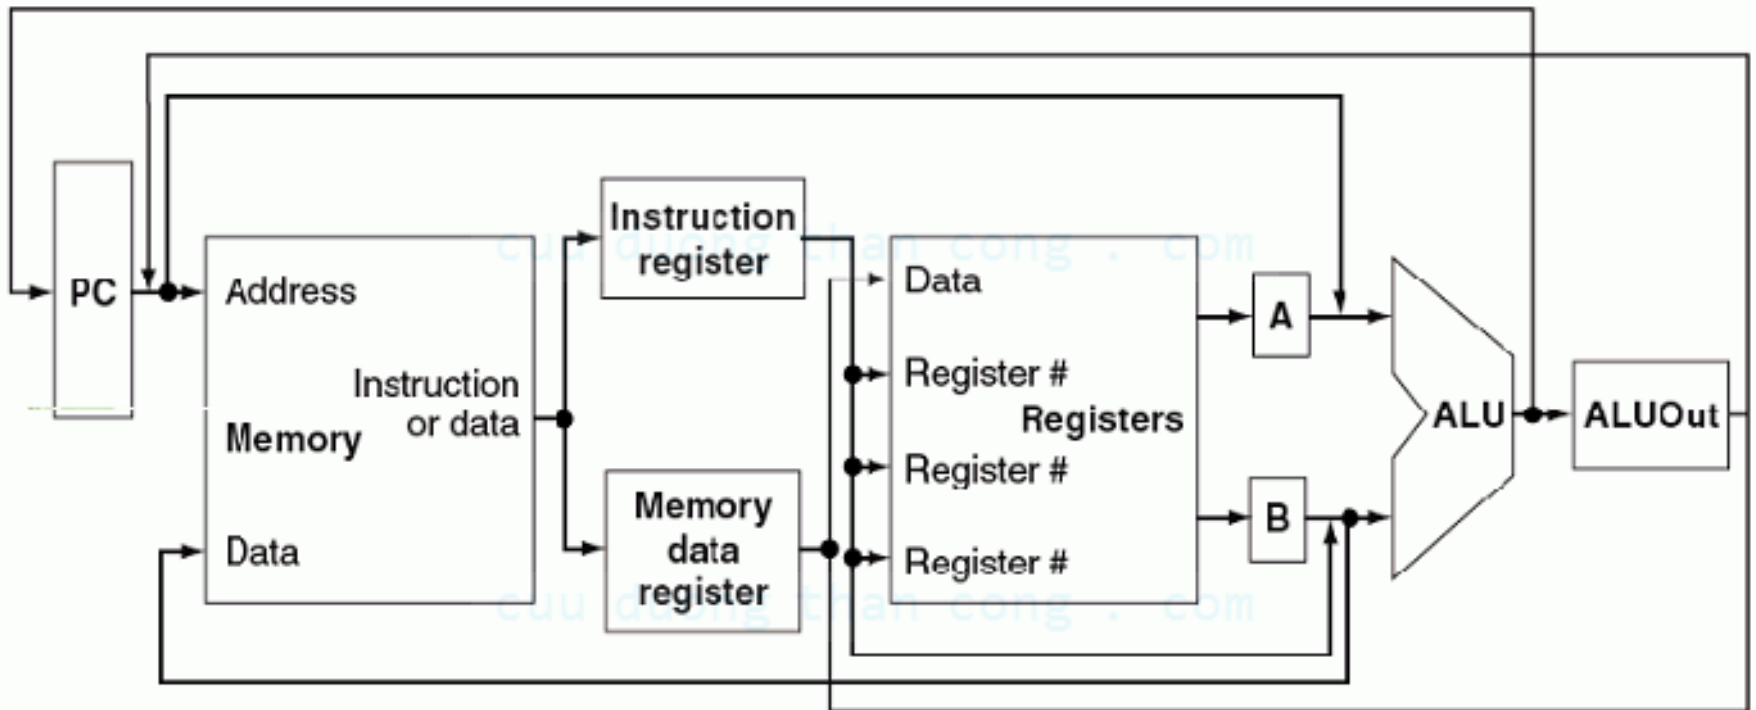 PC
Address
Instruction
or data
Memory
Data
Instruction
register
Memory
data
register
Data
Register #
Registers
Register #
Register #
A
B
ALU
ALUOut
cuu duong than cong . com
cuu duong than cong . com